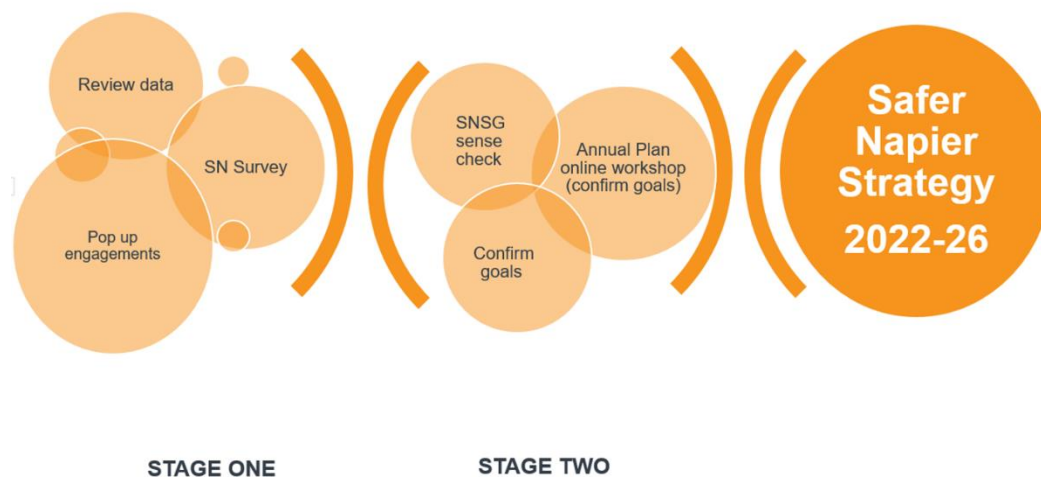 Review data
SN Survey
Pop up
engagements
SNSG
sense
check
Annual Plan
online workshop
(confirm goals)
Confirm
goals
Safer
Napier
Strategy
2022-26
STAGE ONE
STAGE TWO